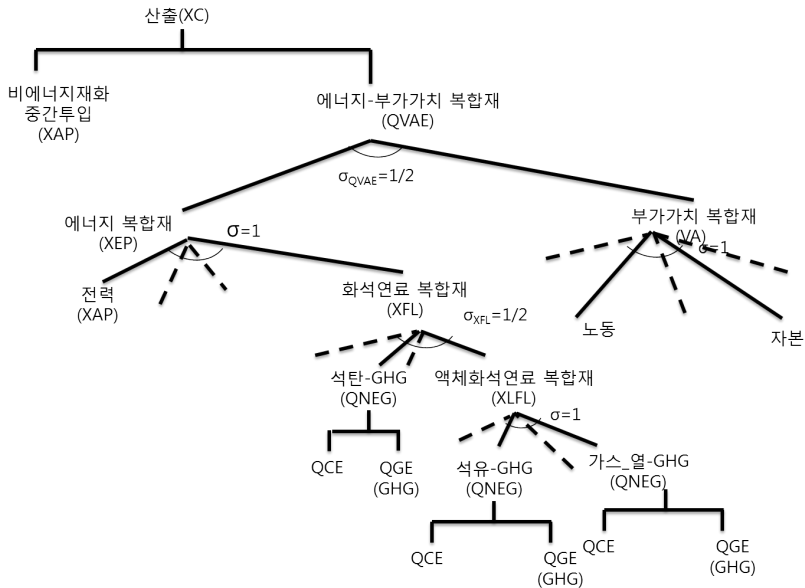 산출(XC)
비에너지재화
중간투입
(XAP)
에너지-부가가치 복합재
(QVAE)
σQVAE=1/2
에너지 복합재
(XEP)
σ=1
부가가치 복합재
(VA)
σ=1
전력
(XAP)
화석연료 복합재
(XFL)
σXFL=1/2
노동
자본
석탄-GHG
(QNEG)
액체화석연료 복합재
(XLFL)
σ=1
QCE
QGE
(GHG)
석유-GHG
(QNEG)
가스_열-GHG
(QNEG)
QCE
QGE
(GHG)
QCE
QGE
(GHG)